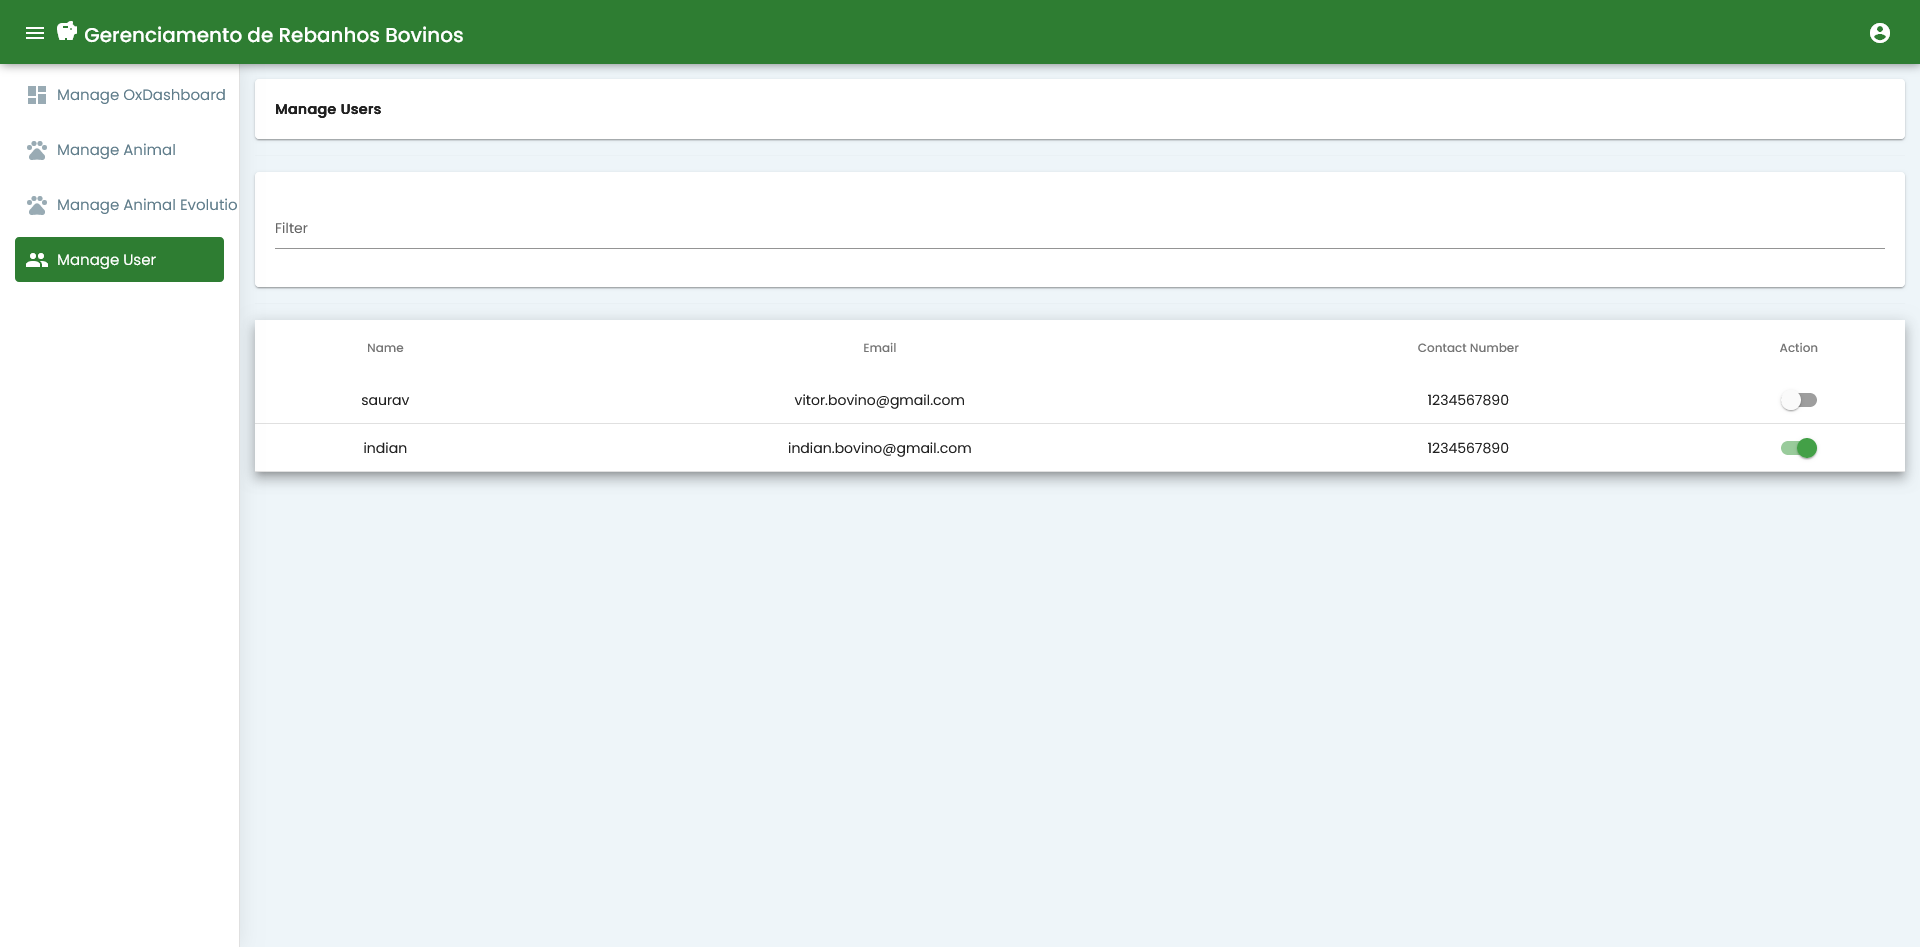 Gerenciamento de Rebanhos Bovinos
Manage OxDashboard
Manage Animal
Manage Animal Evolutio
Manage User
Manage Users
Filter
Name Email Contact Number Action
saurav vitor.bovino@gmail.com 1234567890
indian indian.bovino@gmail.com 1234567890